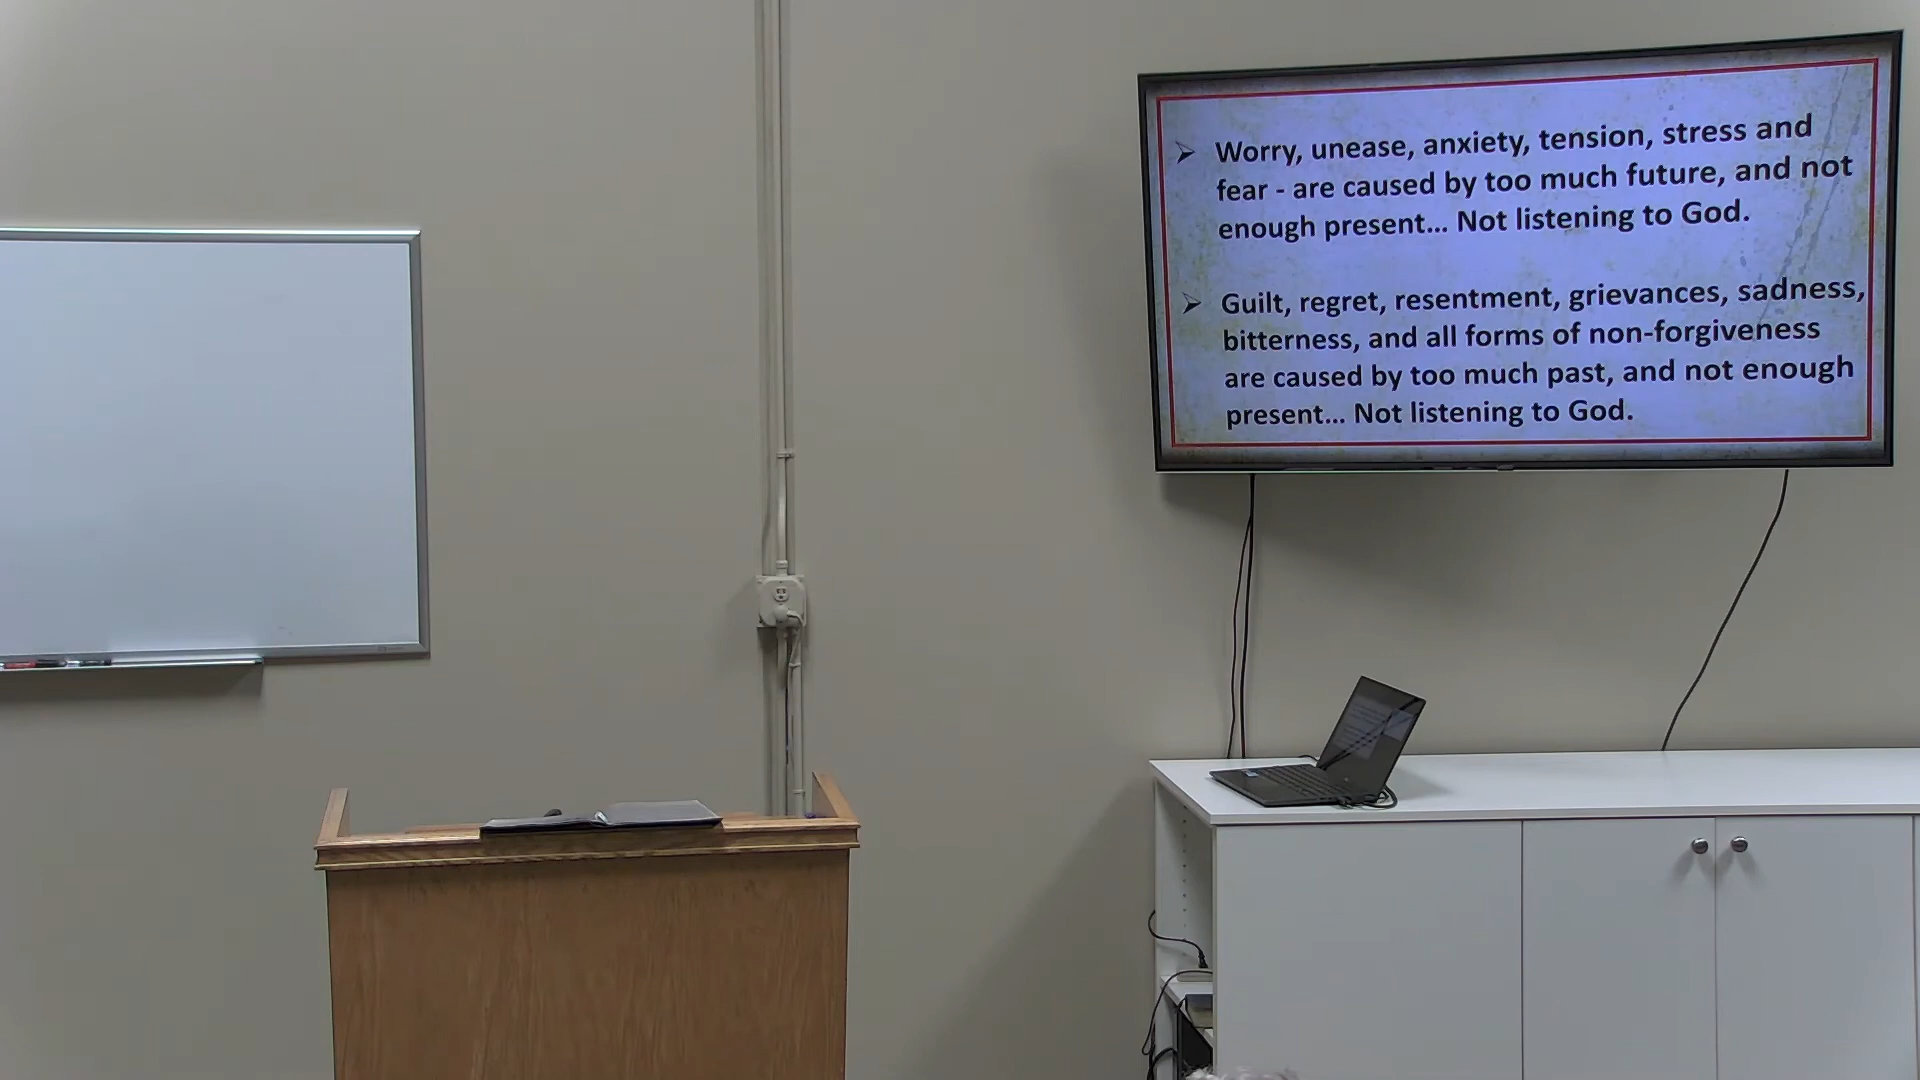 Worry, unease, anxiety, tension, stress and
fear - are caused by too much future, and not
enough present... Not listening to God.
Guilt, regret, resentment, grievances, sadness,
bitterness, and all forms of non-forgiveness
are caused by too much past, and not enough
present... Not listening to God.